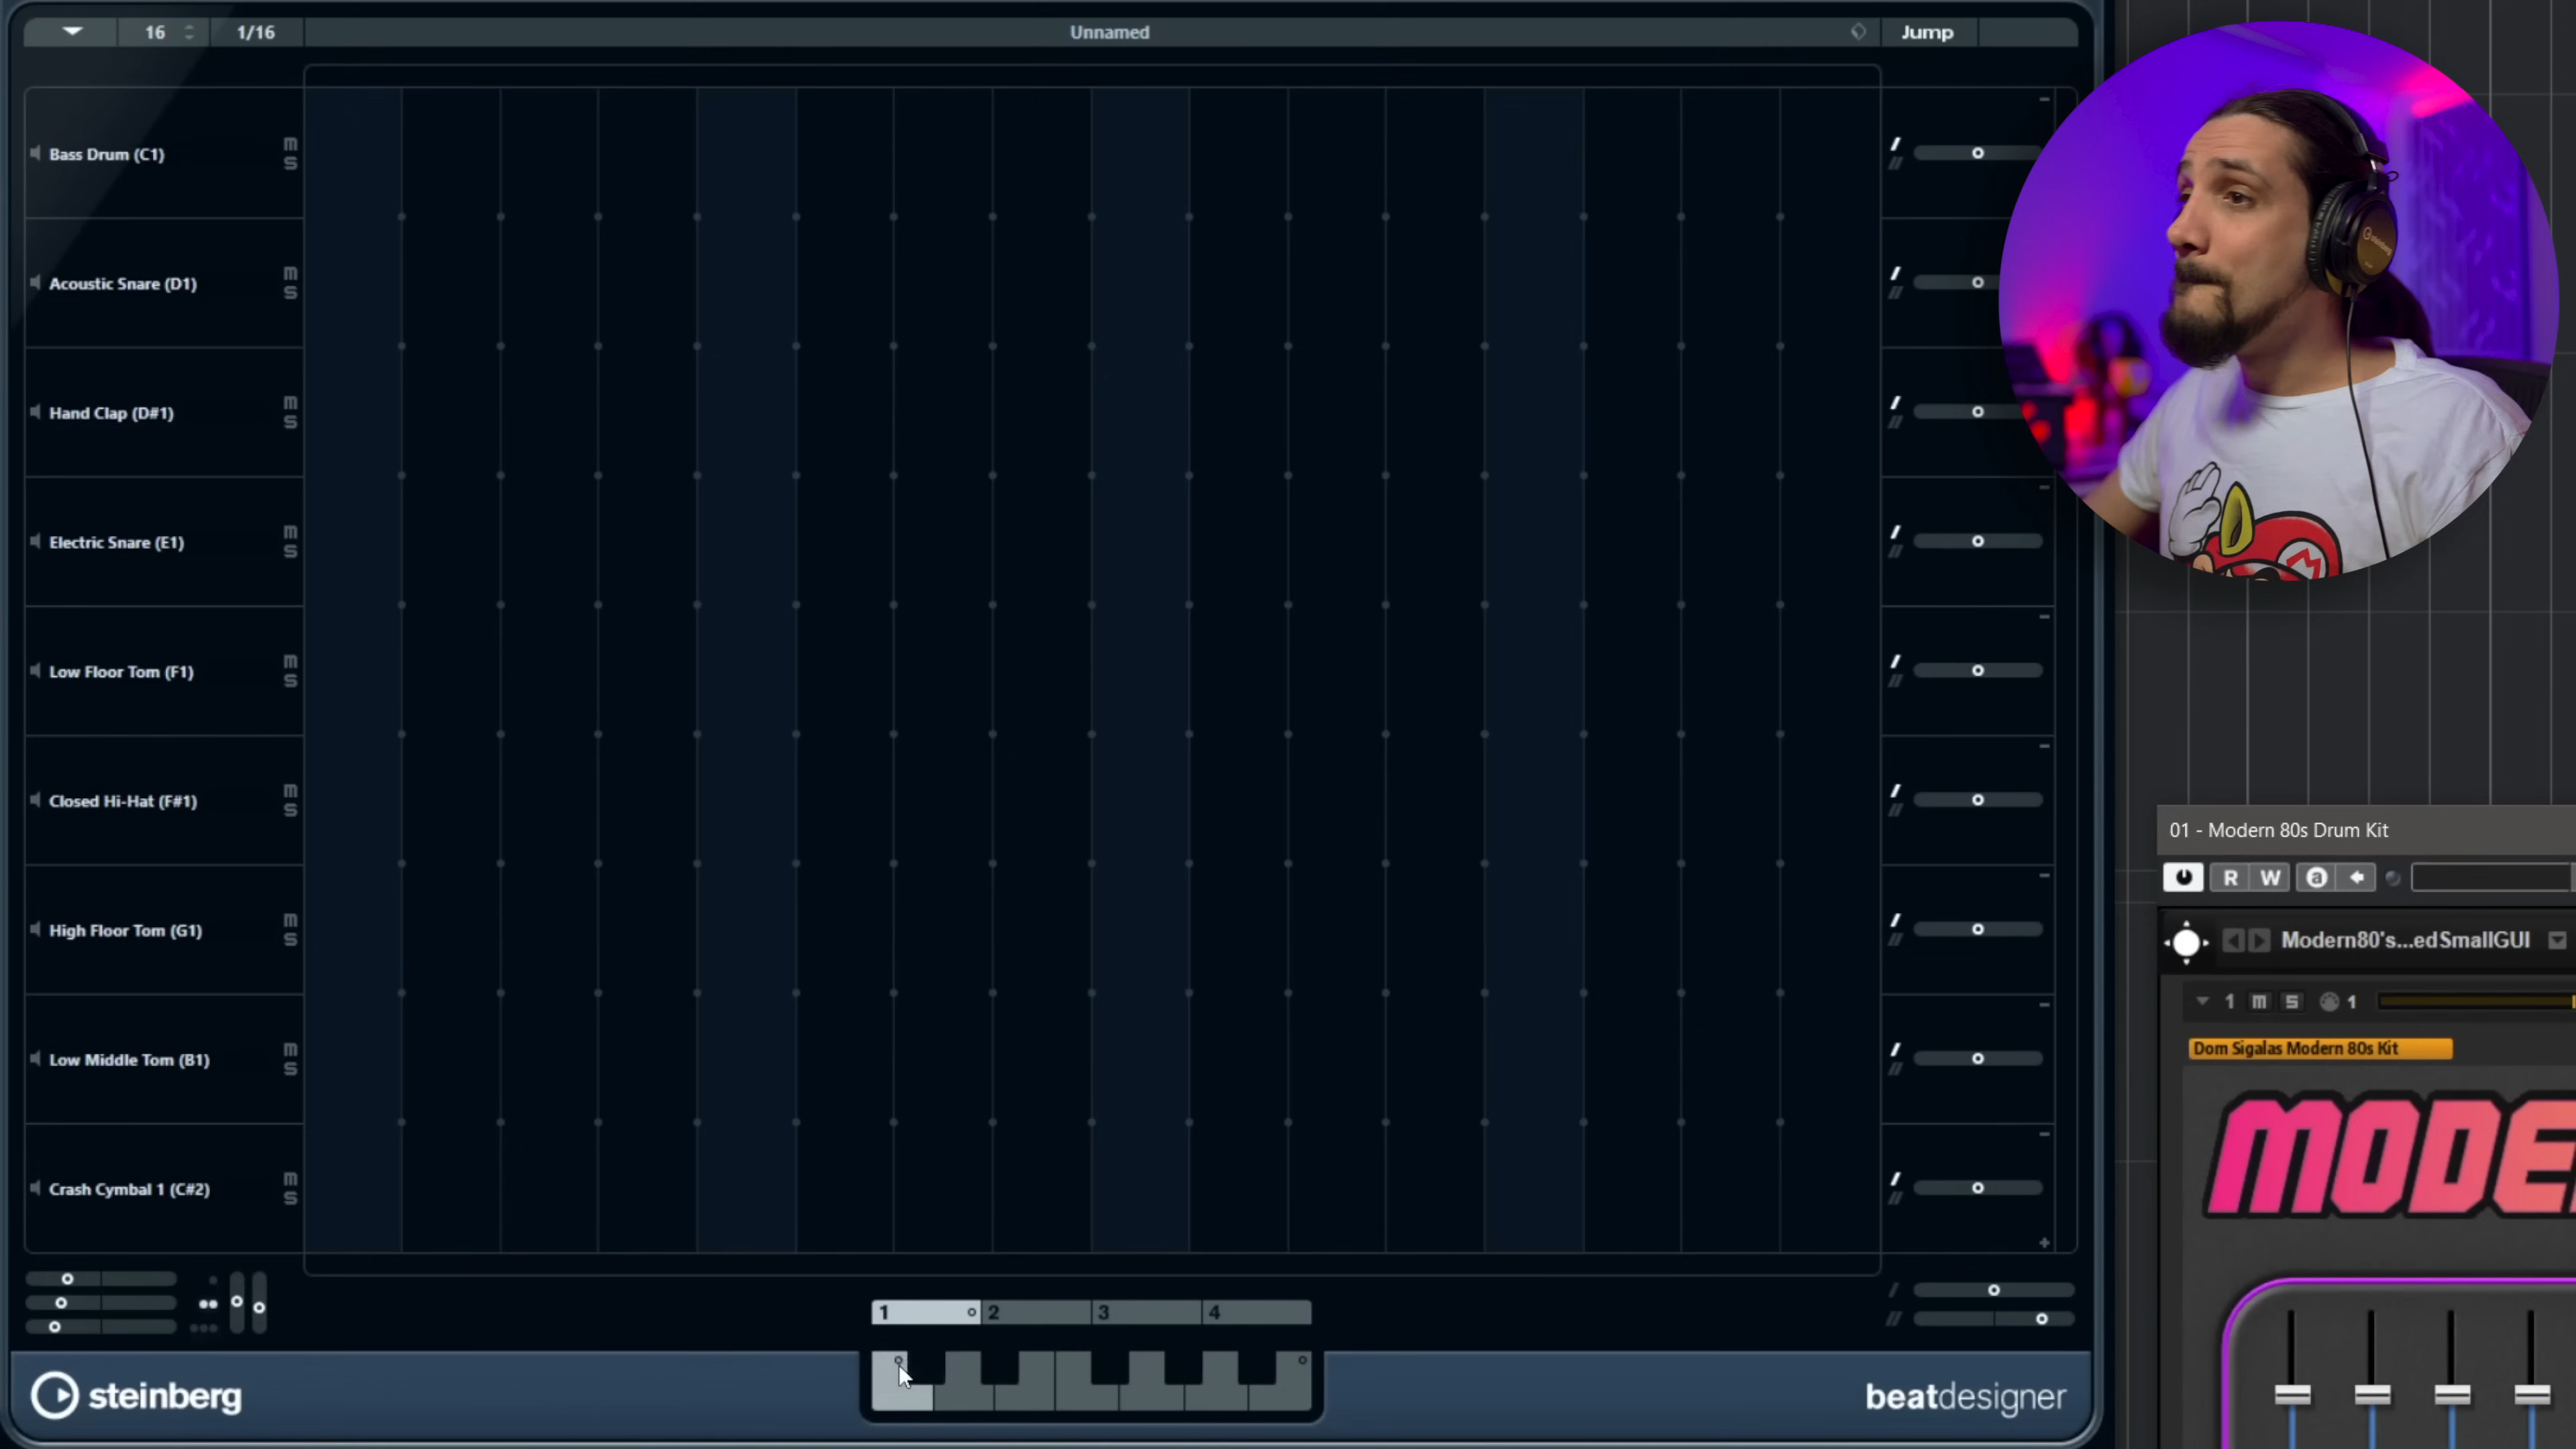 16 1/16 Unnamed Jump
Bass Drum (C1) m S
Acoustic Snare (D1) m S
Hand Clap (D#1) m S
Electric Snare (E1) m S
Low Floor Tom (F1) m S
Closed Hi-Hat (F#1) m S
High Floor Tom (G1) m S
Low Middle Tom (B1) m S
Crash Cymbal 1 (C#2) m S
1 2 3 4
steinberg
beatdesigner
steinberg
M
01 - Modern 80s Drum Kit
R W a
Modern80's...edSmallGUI
1 m S 1
Dom Sigalas Modern 80s Kit
MODE